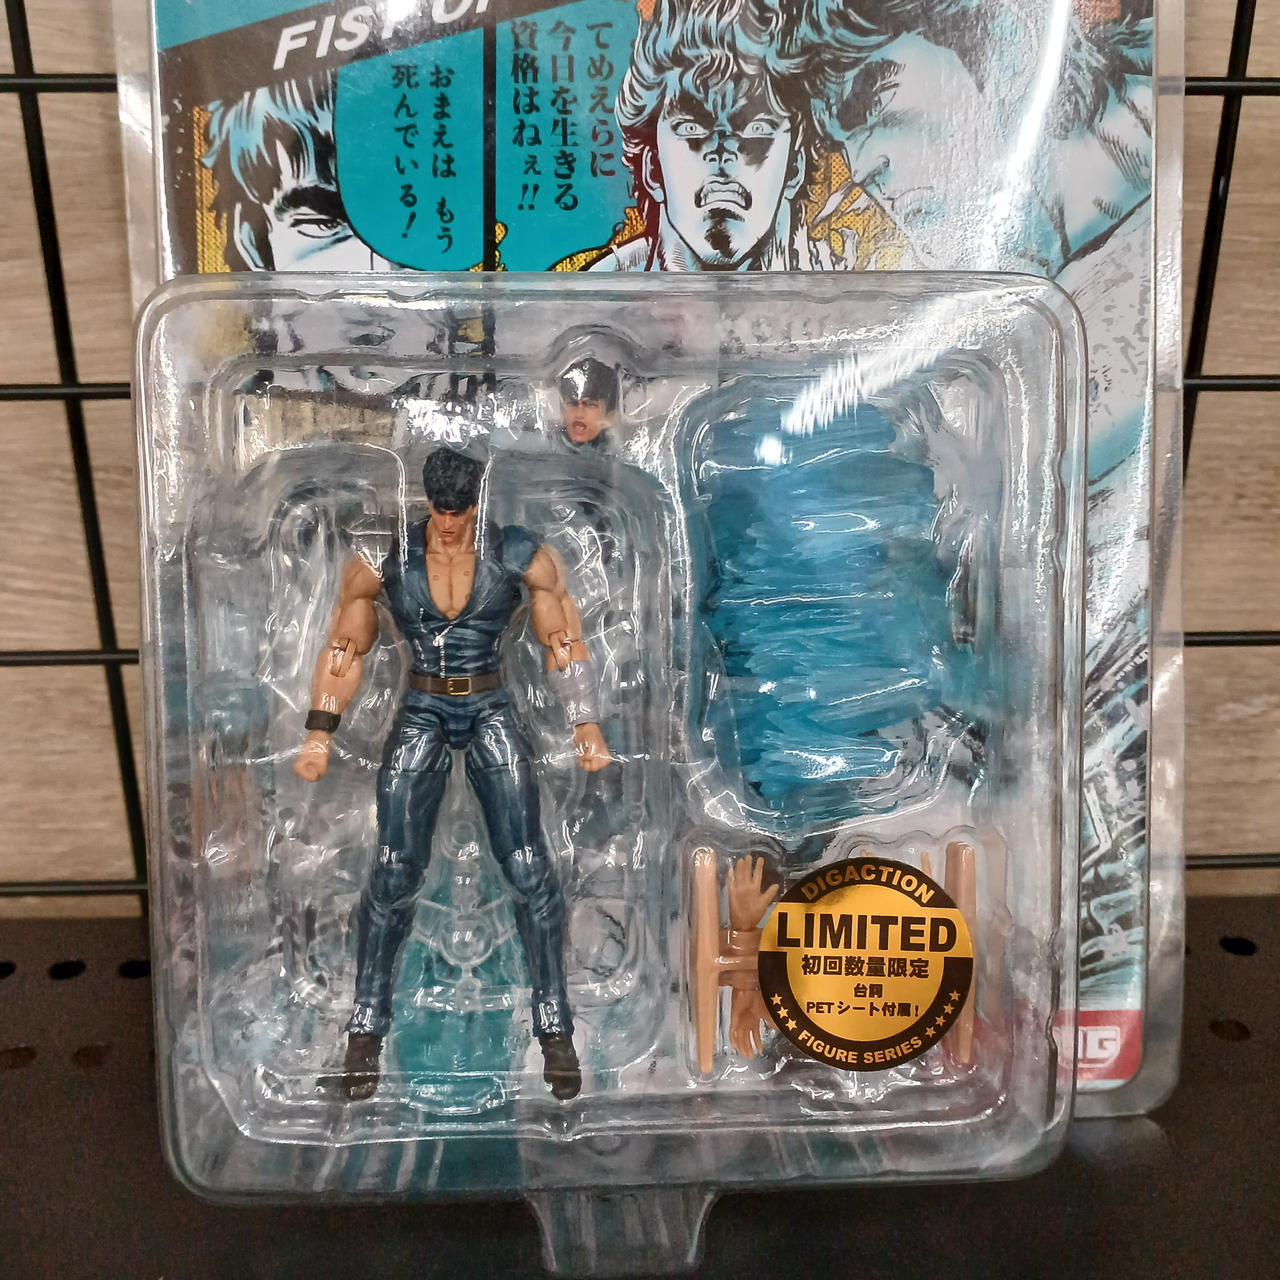 FIST OF
てめえらに
今日を生きる
資格はねぇ!!
おまえは もう
死んでいる!
DIGACTION
LIMITED
初回数量限定
台詞
PETシート付属!
FIGURE SERIES